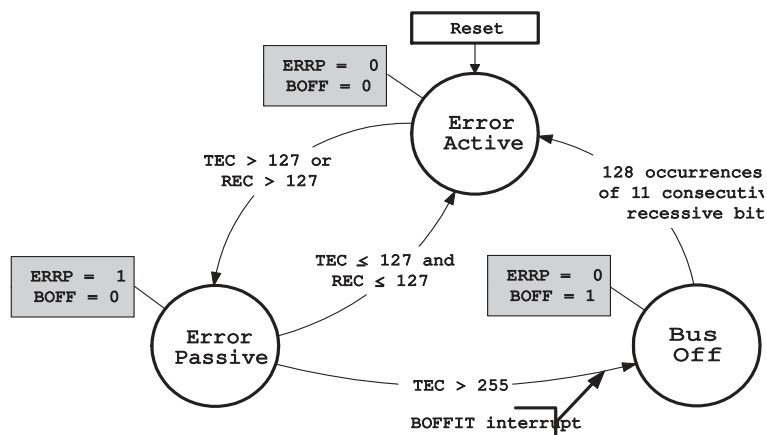 Reset
ERRP = 0
BOFF = 0
Error
Active
TEC > 127 or
REC > 127
128 occurrences
of 11 consecutiv
recessive bit
TEC ≤ 127 and
REC ≤ 127
ERRP = 1
BOFF = 0
ERRP = 0
BOFF = 1
Error
Passive
Bus
Off
TEC > 255
BOFFIT interrupt